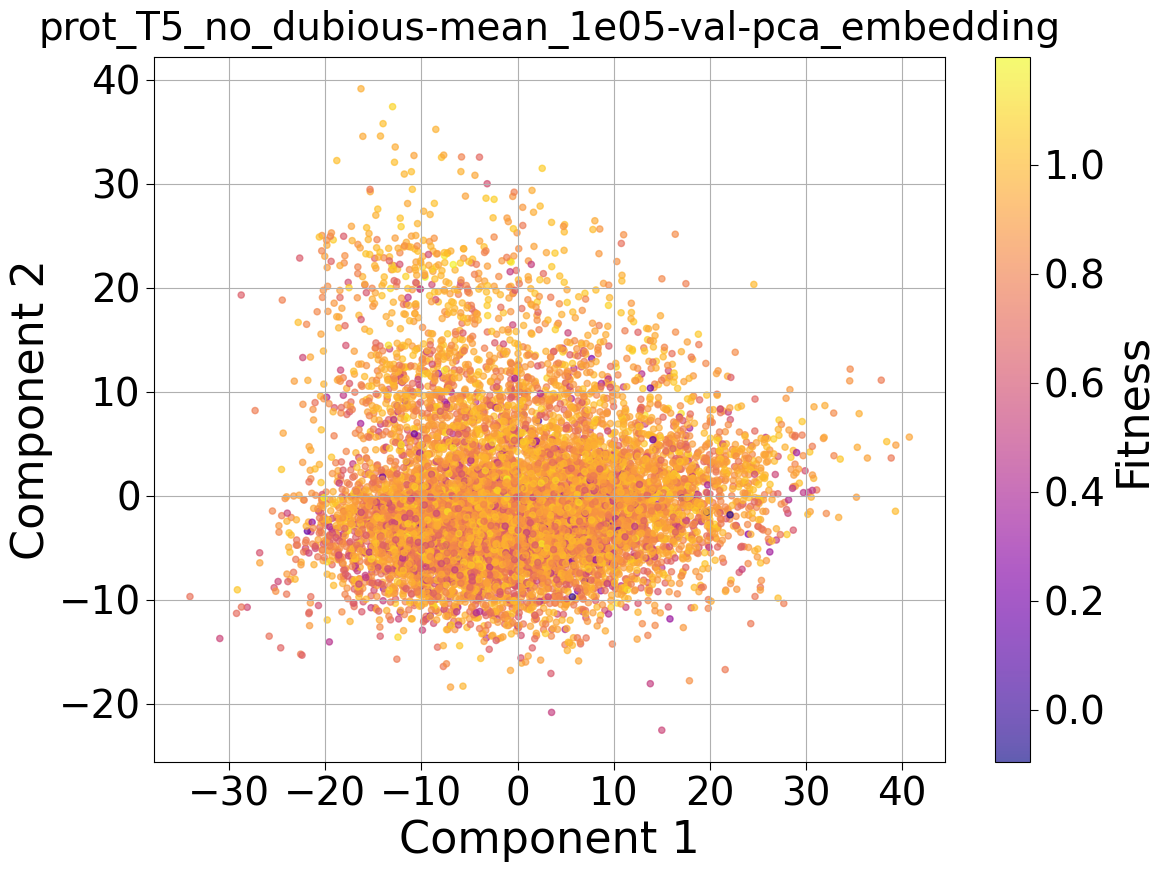 prot_T5_no_dubious-mean_1e05-val-pca_embedding
40
30
20
10
0
−10
−20
Component 2
−30 −20 −10 0 10 20 30 40
Component 1
1.0
0.8
0.6
0.4
0.2
0.0
Fitness